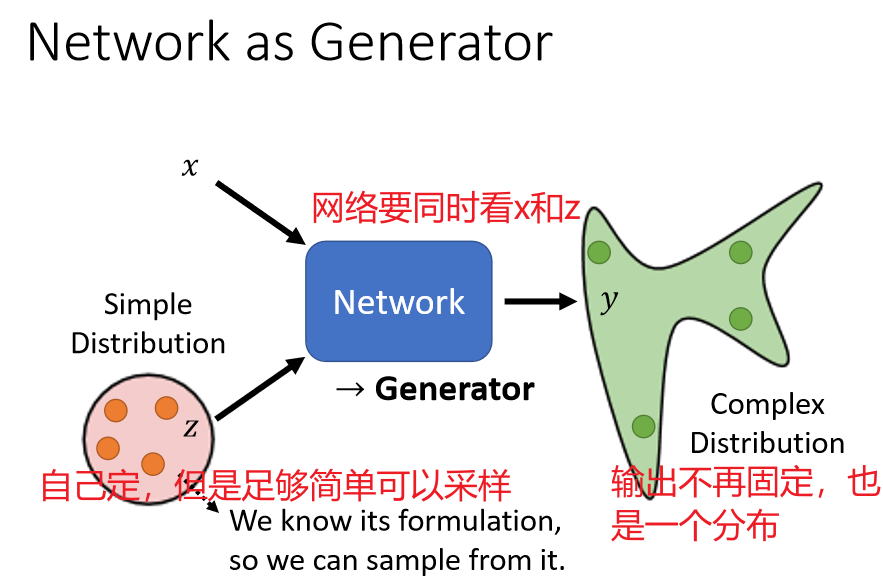 Network as Generator
x
网络要同时看x和z
Simple
Distribution
Network
y
→ Generator
z
Complex
Distribution
自己定，但是足够简单可以采样
输出不再固定，也
是一个分布
We know its formulation,
so we can sample from it.